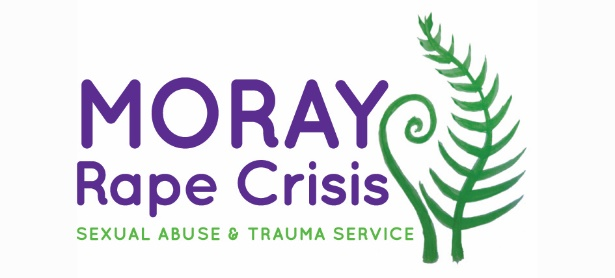 MORAY
Rape Crisis
SEXUAL ABUSE & TRAUMA SERVICE